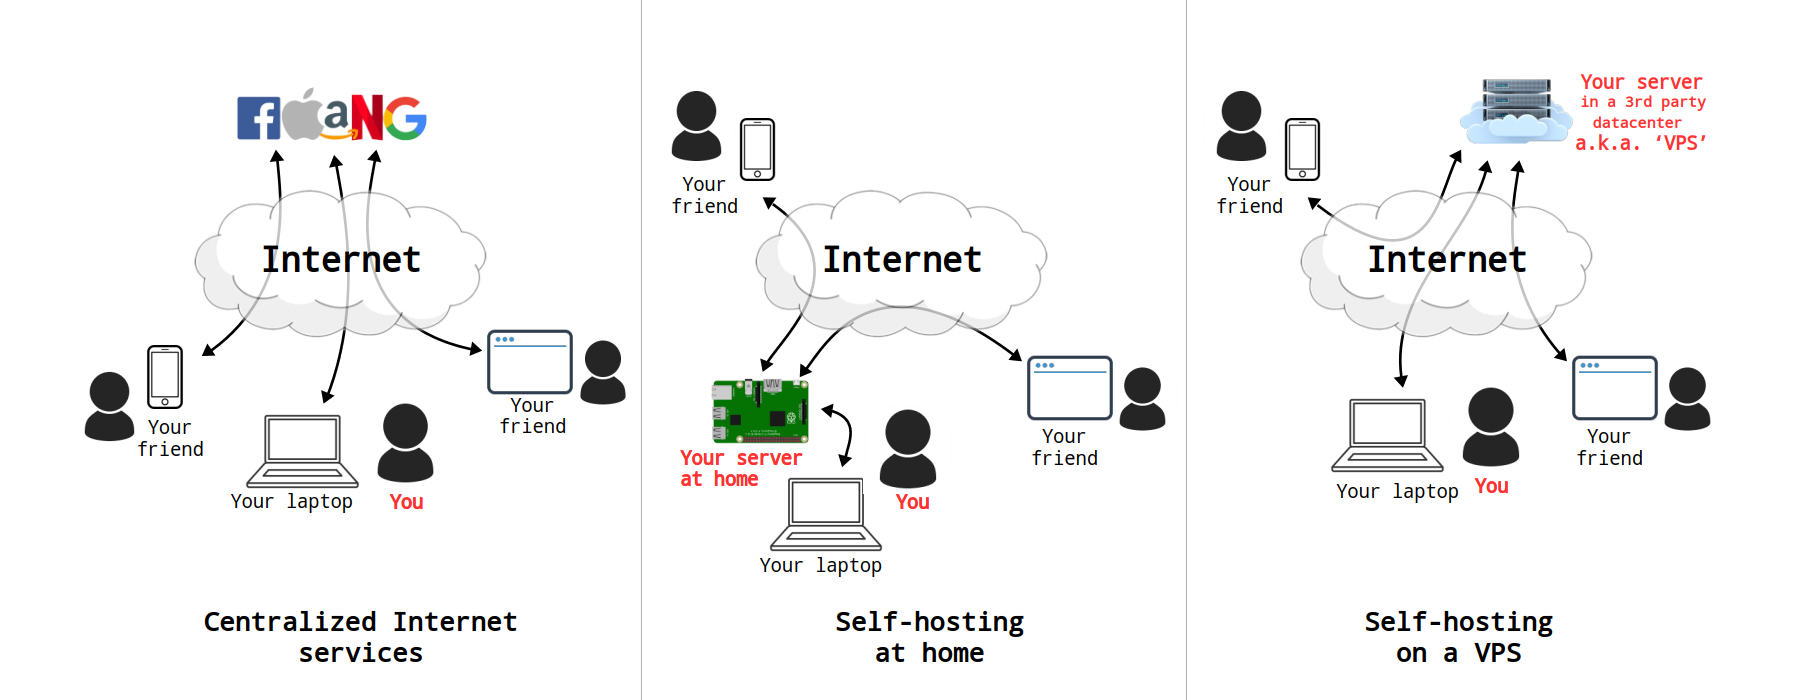 f a N G
Internet
Your
friend
Your laptop
You
Your
friend
Centralized Internet
services
Your
friend
Internet
Your server
at home
You
Your laptop
Your
friend
Self-hosting
at home
Your server
in a 3rd party
datacenter
a.k.a. ‘VPS’
Your
friend
Internet
Your laptop
You
Your
friend
Self-hosting
on a VPS